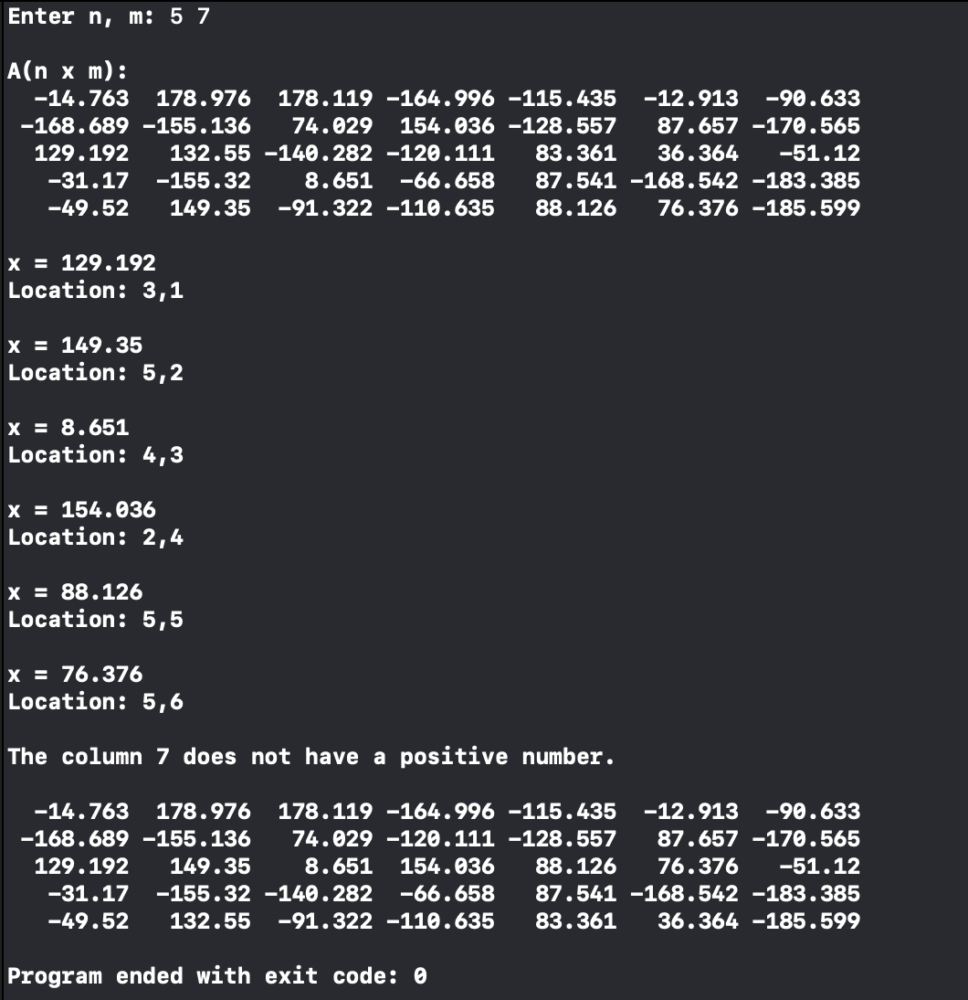 Enter n, m: 5 7
A(n x m):
-14.763 178.976 178.119 -164.996 -115.435 -12.913 -90.633
-168.689 -155.136 74.029 154.036 -128.557 87.657 -170.565
129.192 132.55 -140.282 -120.111 83.361 36.364 -51.12
-31.17 -155.32 8.651 -66.658 87.541 -168.542 -183.385
-49.52 149.35 -91.322 -110.635 88.126 76.376 -185.599
x = 129.192
Location: 3,1
x = 149.35
Location: 5,2
x = 8.651
Location: 4,3
x = 154.036
Location: 2,4
x = 88.126
Location: 5,5
x = 76.376
Location: 5,6
The column 7 does not have a positive number.
-14.763 178.976 178.119 -164.996 -115.435 -12.913 -90.633
-168.689 -155.136 74.029 -120.111 -128.557 87.657 -170.565
129.192 149.35 8.651 154.036 88.126 76.376 -51.12
-31.17 -155.32 -140.282 -66.658 87.541 -168.542 -183.385
-49.52 132.55 -91.322 -110.635 83.361 36.364 -185.599
Program ended with exit code: 0